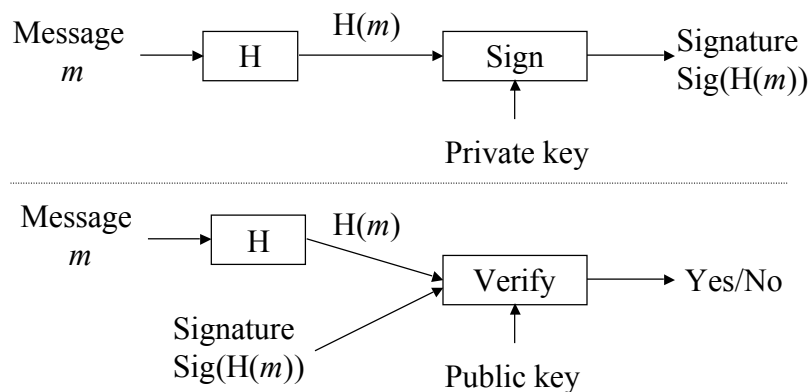 Message
m
H
H(m)
Sign
Signature
Sig(H(m))
Private key
Message
m
H
H(m)
Signature
Sig(H(m))
Verify
Yes/No
Public key